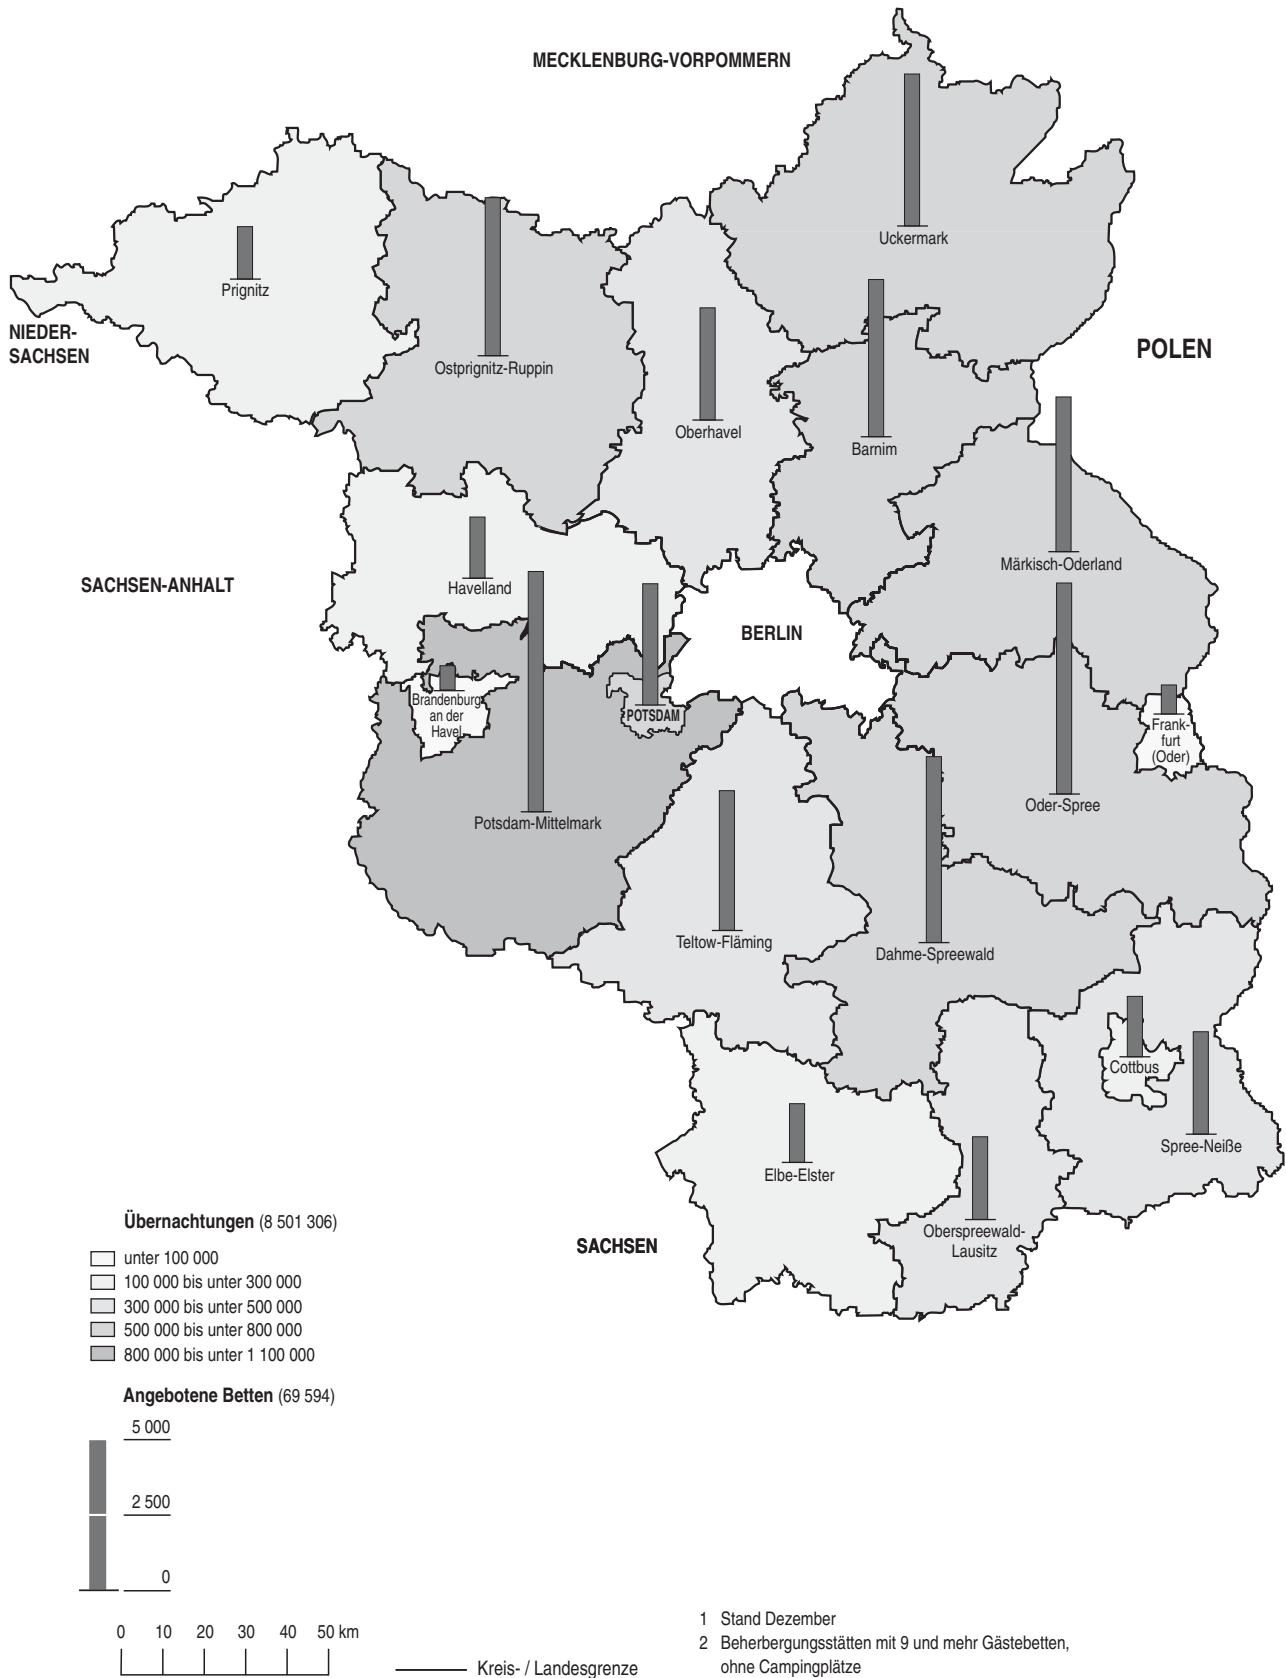 MECKLENBURG-VORPOMMERN
Uckermark
Prignitz
NIEDER-
SACHSEN
POLEN
Ostprignitz-Ruppin
Oberhavel
Barnim
Märkisch-Oderland
SACHSEN-ANHALT
Havelland
BERLIN
Brandenburg
an der
Havel
POTSDAM
Frank-
furt
(Oder)
Oder-Spree
Potsdam-Mittelmark
Teltow-Fläming
Dahme-Spreewald
Cottbus
Spree-Neiße
Elbe-Elster
Oberspreewald-
Lausitz
SACHSEN
Übernachtungen (8 501 306)
unter 100 000
100 000 bis unter 300 000
300 000 bis unter 500 000
500 000 bis unter 800 000
800 000 bis unter 1 100 000
Angebotene Betten (69 594)
5 000
2 500
0
0 10 20 30 40 50 km
Kreis- / Landesgrenze
1 Stand Dezember
2 Beherbergungsstätten mit 9 und mehr Gästebetten,
ohne Campingplätze